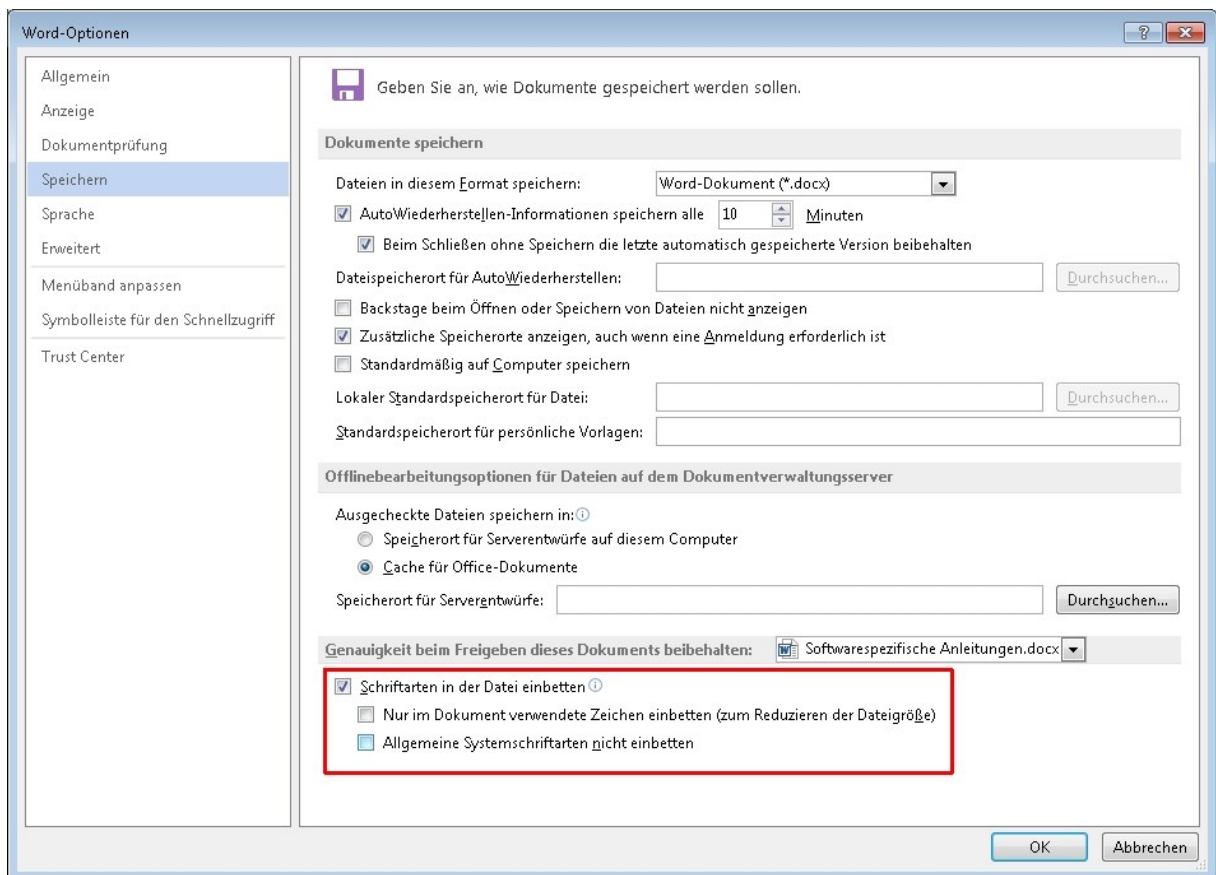 Word-Optionen
Allgemein
Anzeige
Dokumentprüfung
Speichern
Sprache
Erweitert
Menüband anpassen
Symbolleiste für den Schnellzugriff
Trust Center
Geben Sie an, wie Dokumente gespeichert werden sollen.
Dokumente speichern
Dateien in diesem Format speichern: Word-Dokument (*.docx)
AutoWiederherstellen-Informationen speichern alle 10 Minuten
Beim Schließen ohne Speichern die letzte automatisch gespeicherte Version beibehalten
Dateispeicherort für AutoWiederherstellen: Durchsuchen...
Backstage beim Öffnen oder Speichern von Dateien nicht anzeigen
Zusätzliche Speicherorte anzeigen, auch wenn eine Anmeldung erforderlich ist
Standardmäßig auf Computer speichern
Lokaler Standardspeicherort für Datei: Durchsuchen...
Standardspeicherort für persönliche Vorlagen:
Offlinebearbeitungsoptionen für Dateien auf dem Dokumentverwaltungsserver
Ausgecheckte Dateien speichern in:
Speicherort für Serverentwürfe auf diesem Computer
Cache für Office-Dokumente
Speicherort für Serverentwürfe: Durchsuchen...
Genauigkeit beim Freigeben dieses Dokuments beibehalten: Softwarespezifische Anleitungen.docx
Schriftarten in der Datei einbetten
Nur im Dokument verwendete Zeichen einbetten (zum Reduzieren der Dateigröße)
Allgemeine Systemschriftarten nicht einbetten
OK Abbrechen